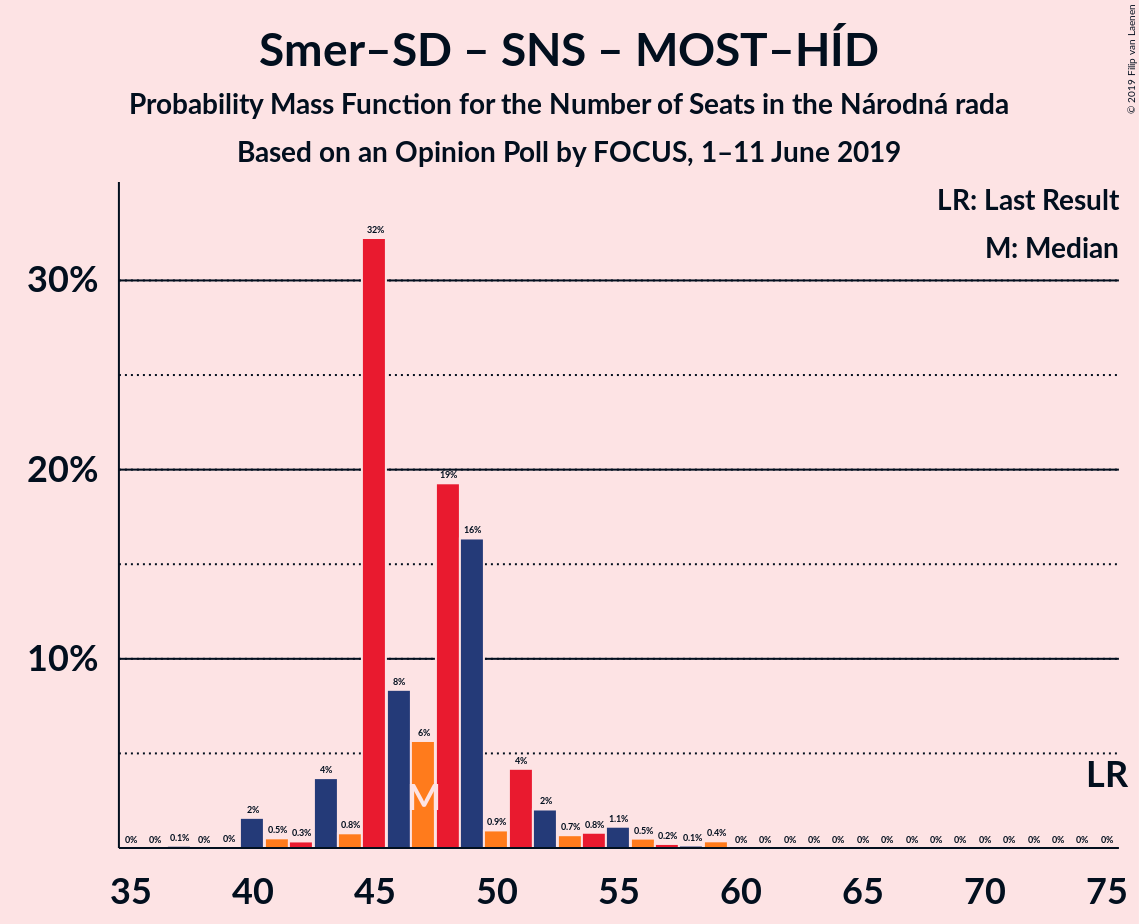 Smer–SD – SNS – MOST–HÍD
Probability Mass Function for the Number of Seats in the Národná rada
Based on an Opinion Poll by FOCUS, 1–11 June 2019
© 2019 Filip van Laenen
LR: Last Result
M: Median
30%
20%
10%
32%
19%
16%
8%
6%
4%
4%
2%
2%
0% 0% 0.1% 0% 0% 0.5% 0.3% 0.8% 0.9% 0.7% 0.8% 1.1% 0.5% 0.2% 0.1% 0.4% 0% 0% 0% 0% 0% 0% 0% 0% 0% 0% 0% 0% 0% 0% 0% 0%
M
LR
35 40 45 50 55 60 65 70 75